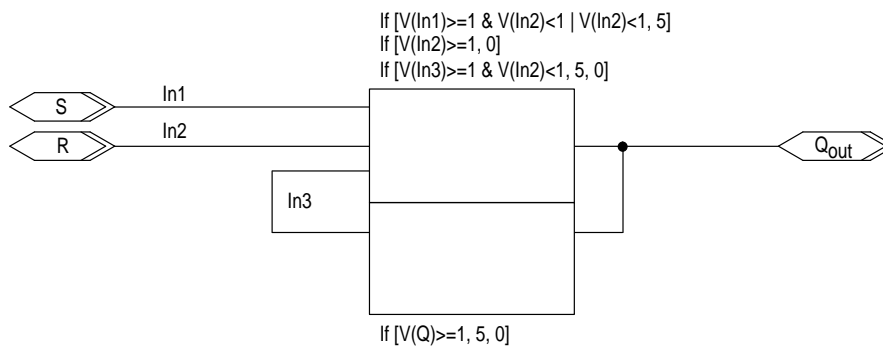 If [V(In1)>=1 & V(In2)<1 | V(In2)<1, 5]
If [V(In2)>=1, 0]
If [V(In3)>=1 & V(In2)<1, 5, 0]
S
In1
R
In2
Qout
In3
If [V(Q)>=1, 5, 0]